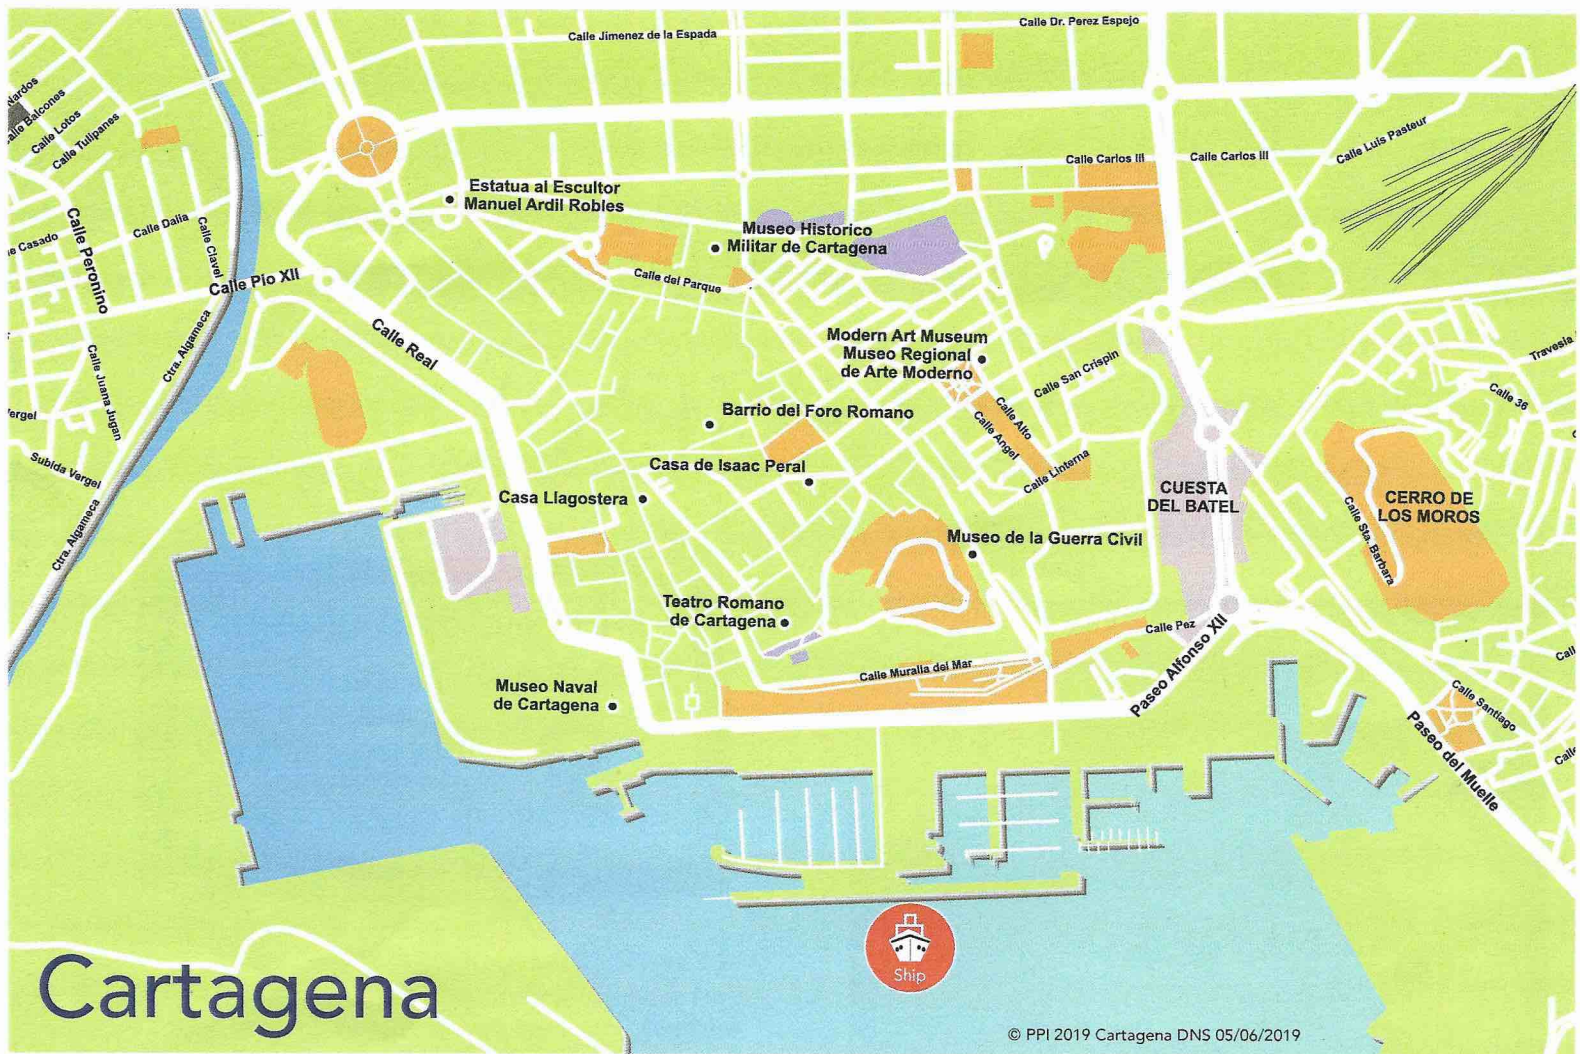 Calle Dr. Perez Espejo
Calle Jimenez de la Espada
Nardos
alle Balcones
Calle Lotos
Calle Tulipanes
Calle Luis Pasteur
Calle Carlos III
Calle Carlos III
Estatua al Escultor
Manuel Ardil Robles
Calle Peronino
Calle Dalia
Calle Clavel
e Casado
Museo Historico
Militar de Cartagena
Calle Pio XII
Calle del Parque
Ctra. Algameca
Calle Real
Modern Art Museum
Museo Regional
de Arte Moderno
Calle San Crispin
Travesia
Calle 36
Calle Juana Jugan
ergel
Barrio del Foro Romano
Calle Alto
Calle Angel
Subida Vergel
Casa de Isaac Peral
Calle Linterna
Casa Llagostera
CUESTA
DEL BATEL
CERRO DE
LOS MOROS
Calle Sta. Barbara
Ctra. Algameca
Museo de la Guerra Civil
Teatro Romano
de Cartagena
Calle Pez
Paseo Alfonso XII
Calle Muralla del Mar
Call
Museo Naval
de Cartagena
Calle Santiago
Paseo del Muelle
Calle
Ship
Cartagena
© PPI 2019 Cartagena DNS 05/06/2019